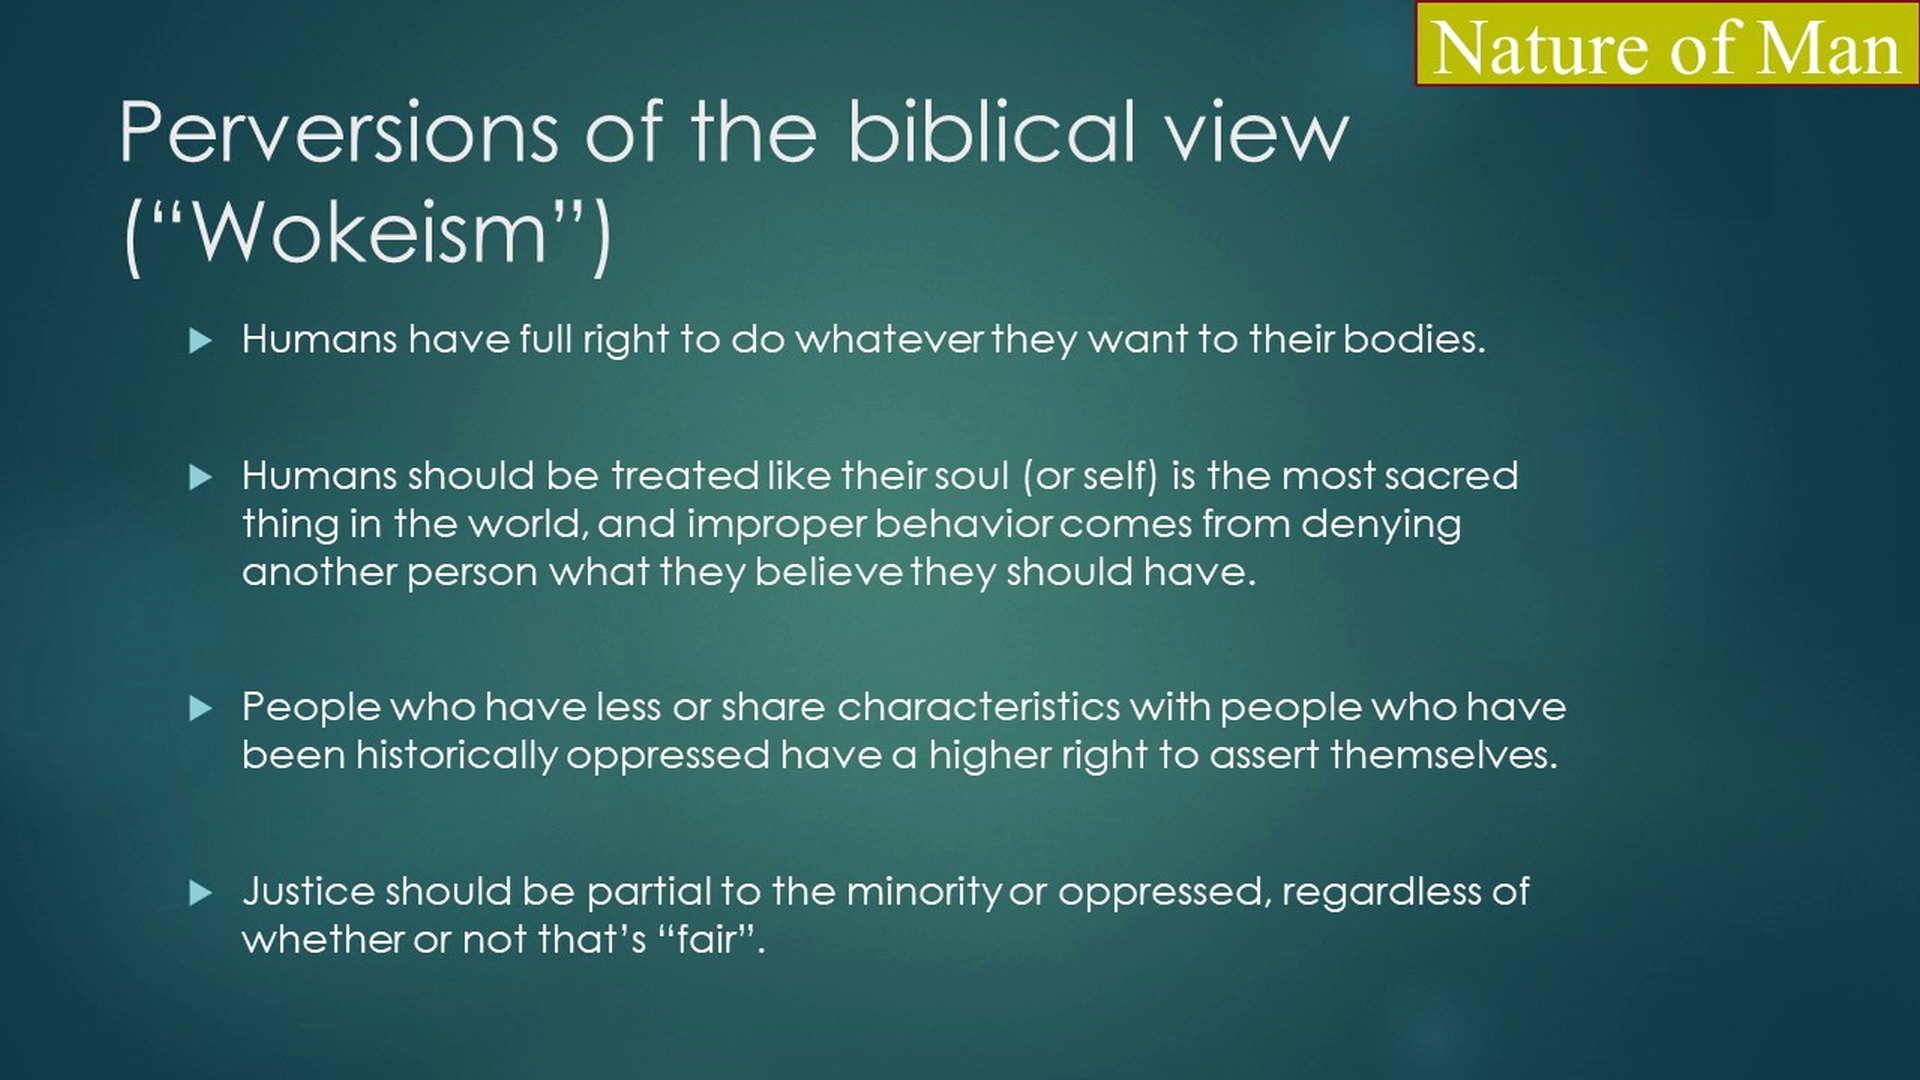 Nature of Man
Perversions of the biblical view
(“Wokeism”)
Humans have full right to do whatever they want to their bodies.
Humans should be treated like their soul (or self) is the most sacred
thing in the world, and improper behavior comes from denying
another person what they believe they should have.
People who have less or share characteristics with people who have
been historically oppressed have a higher right to assert themselves.
Justice should be partial to the minority or oppressed, regardless of
whether or not that’s “fair”.